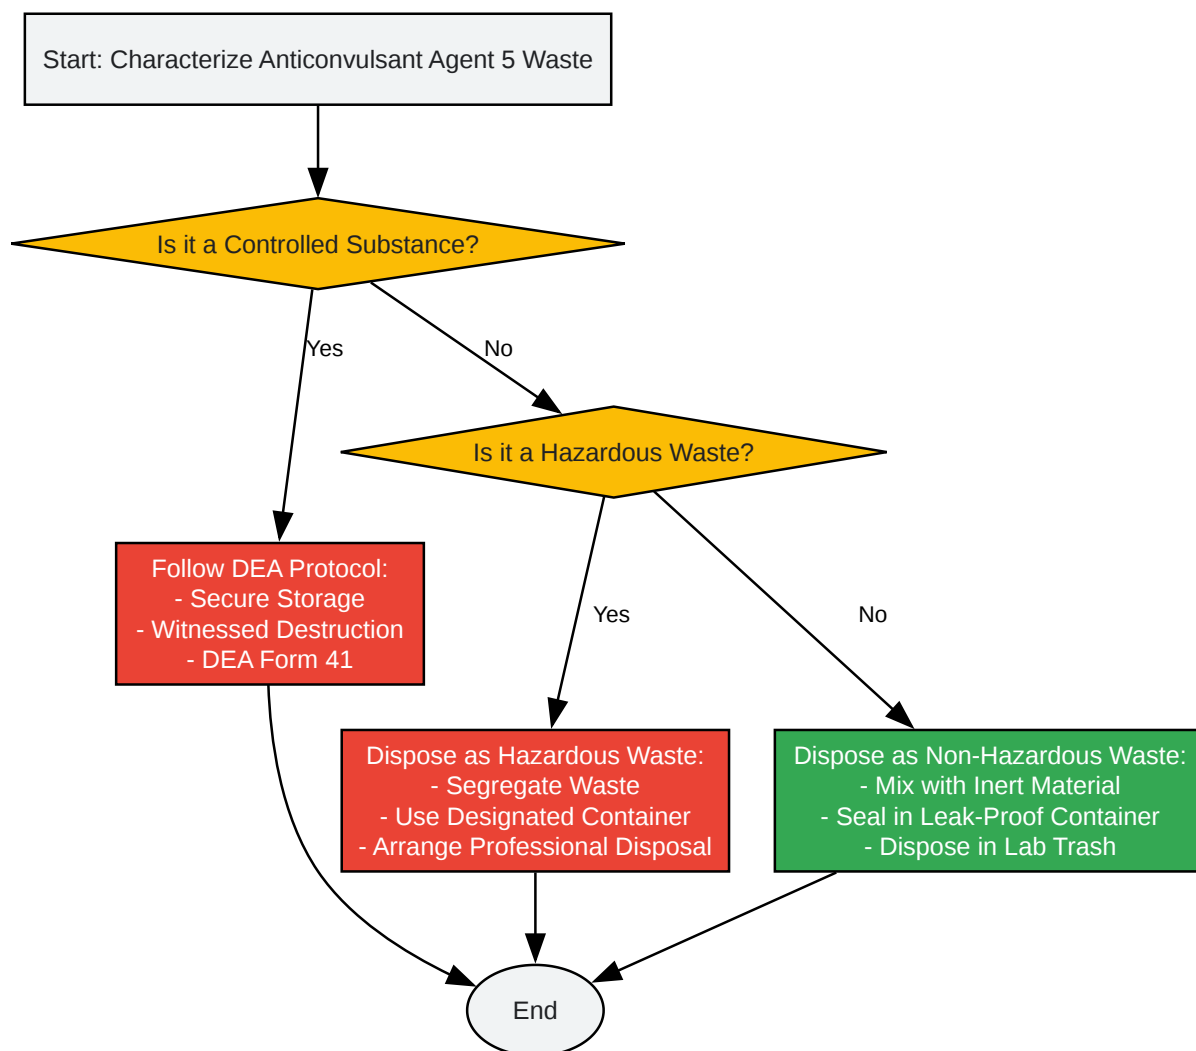 Start: Characterize Anticonvulsant Agent 5 Waste
Is it a Controlled Substance?
Yes
No
Is it a Hazardous Waste?
Follow DEA Protocol:
- Secure Storage
- Witnessed Destruction
- DEA Form 41
Yes
No
Dispose as Hazardous Waste:
- Segregate Waste
- Use Designated Container
- Arrange Professional Disposal
Dispose as Non-Hazardous Waste:
- Mix with Inert Material
- Seal in Leak-Proof Container
- Dispose in Lab Trash
End